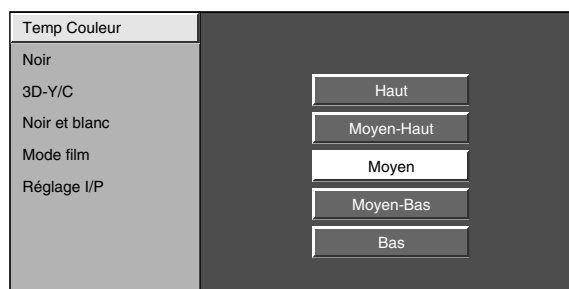 Temp Couleur
Noir
3D-Y/C
Noir et blanc
Mode film
Réglage I/P
Haut
Moyen-Haut
Moyen
Moyen-Bas
Bas